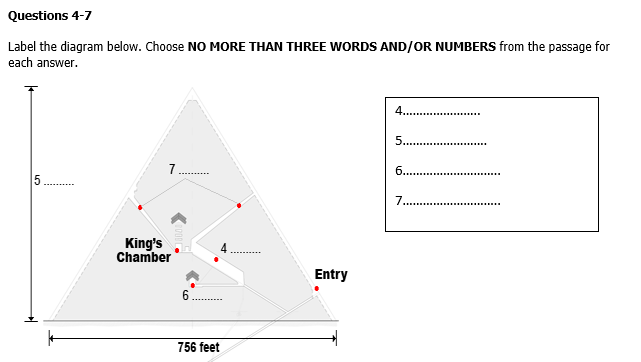 Questions 4-7
Label the diagram below. Choose NO MORE THAN THREE WORDS AND/OR NUMBERS from the passage for
each answer.
4.......................
5.........................
6.............................
7.............................
7 ..........
5 ..........
King's
Chamber
4 ..........
Entry
6 ..........
756 feet